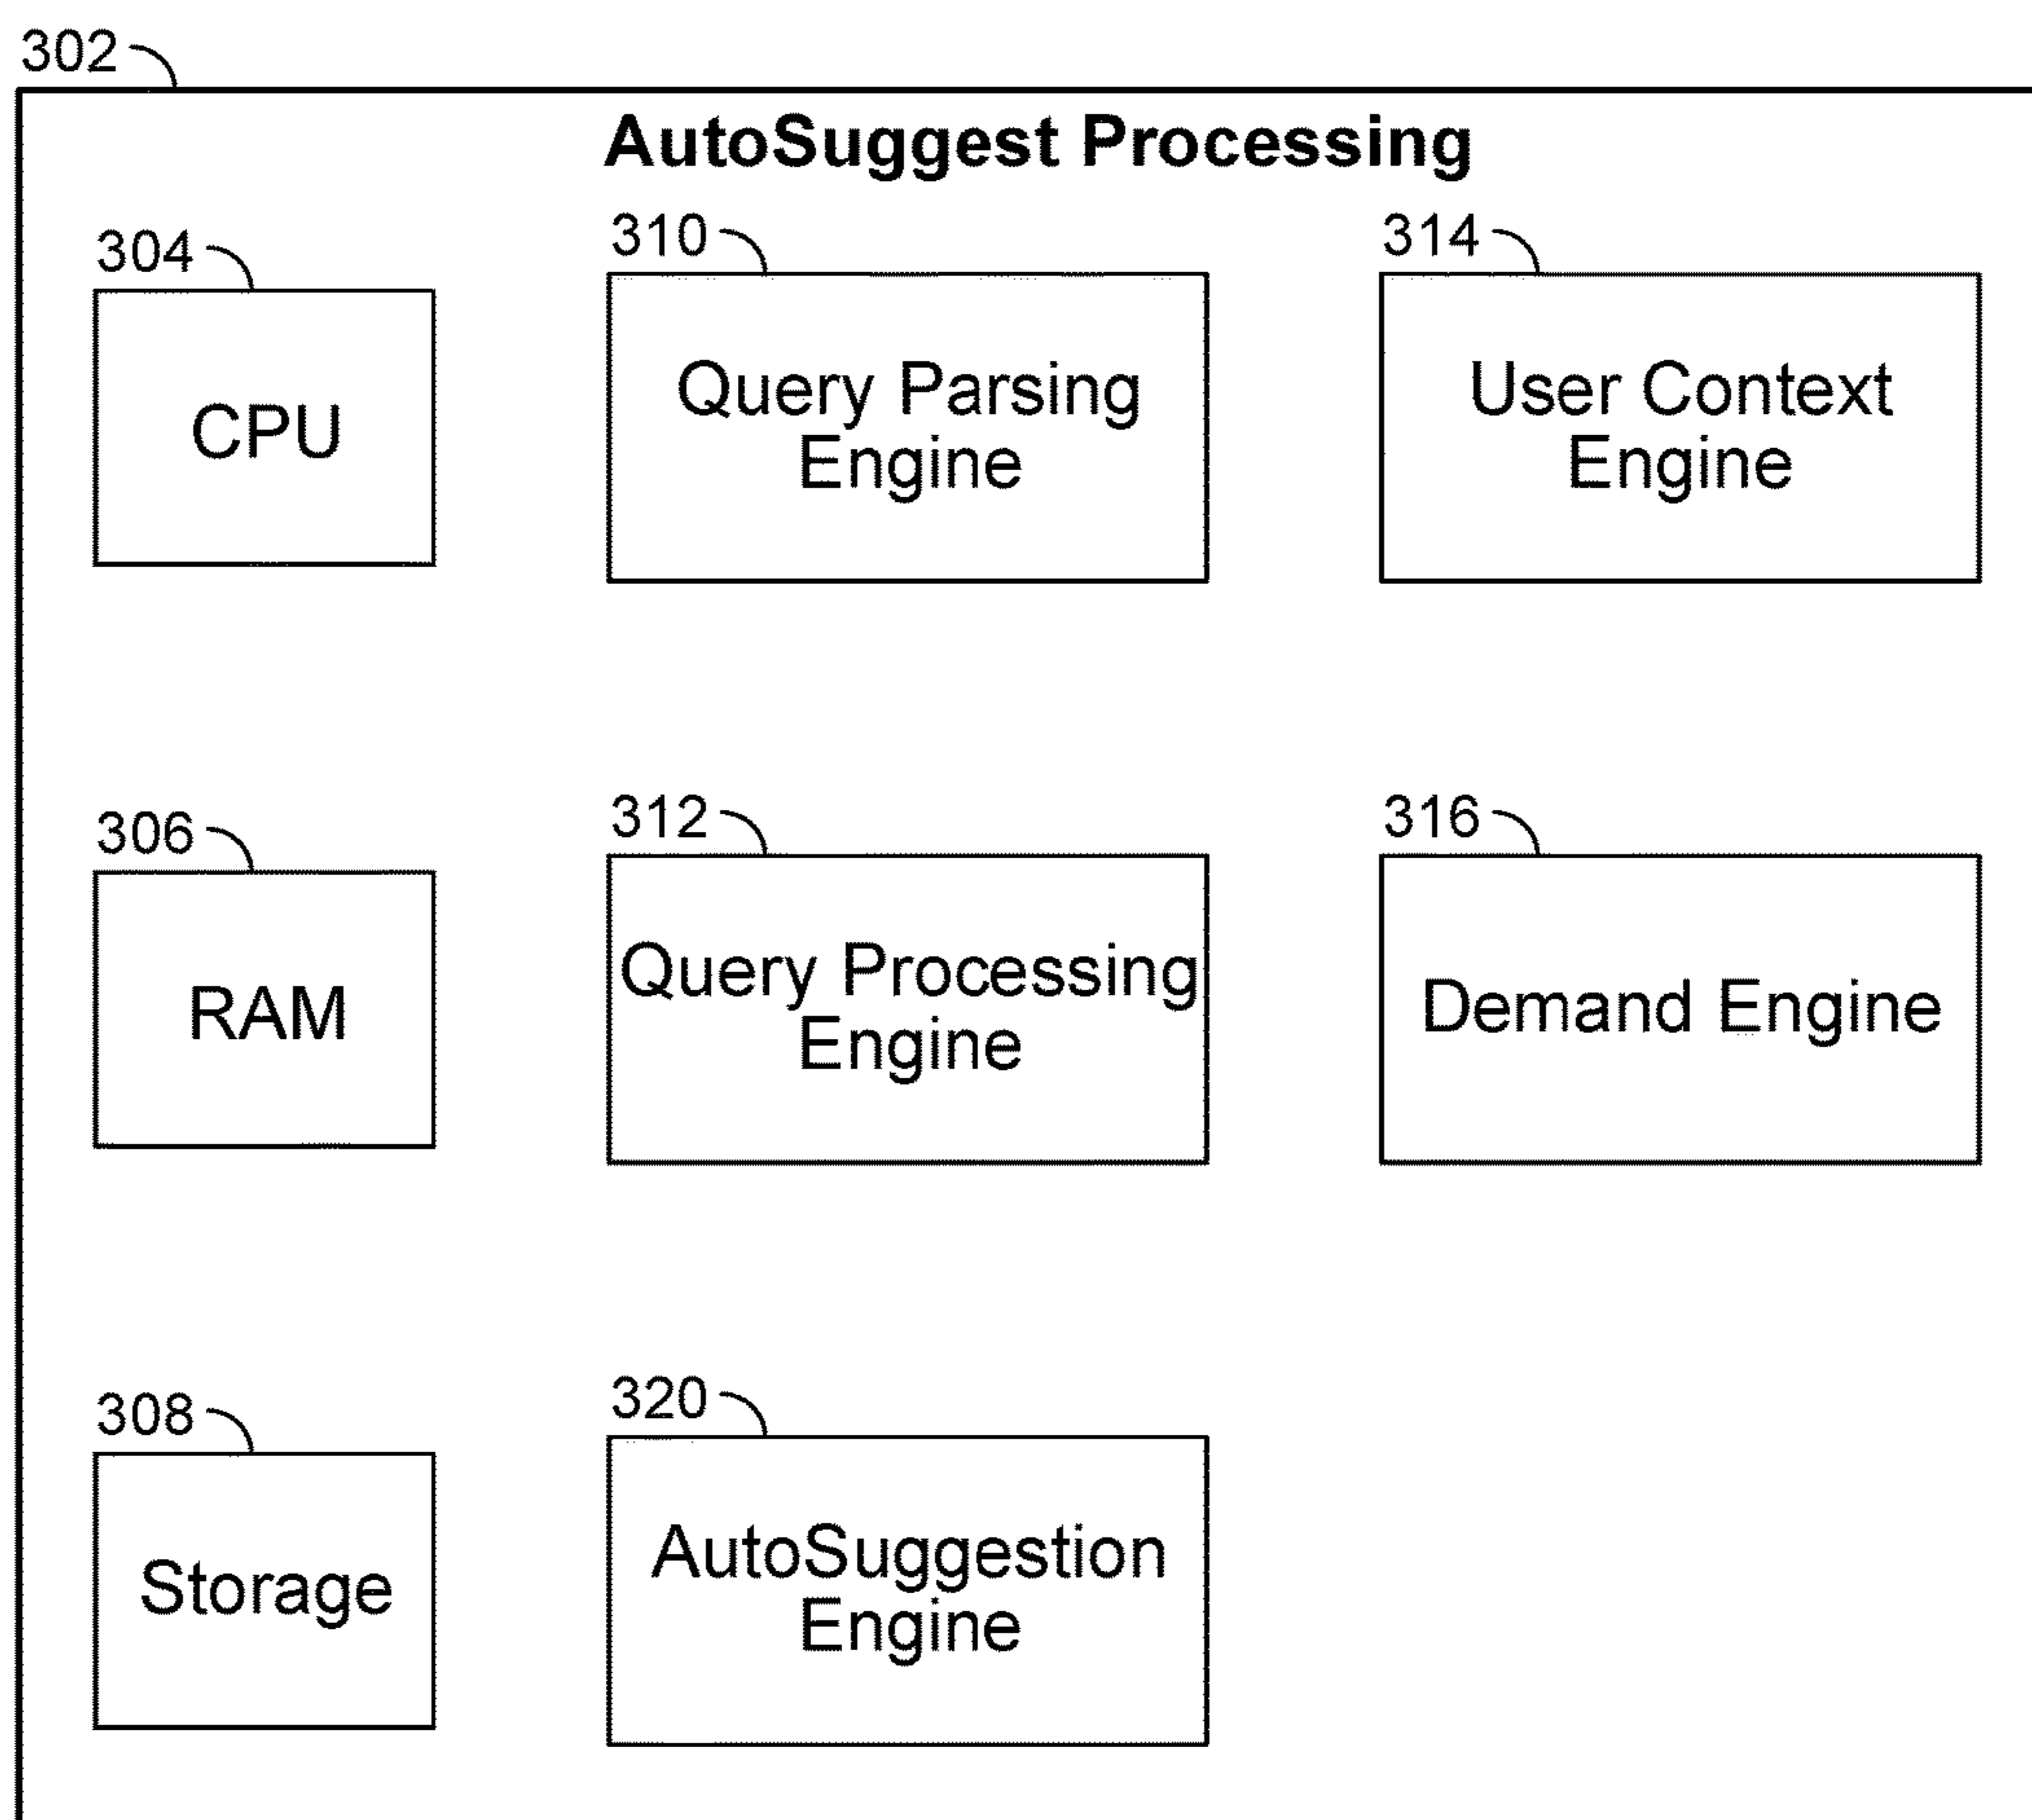 302
AutoSuggest Processing
304
310
314
CPU
Query Parsing
Engine
User Context
Engine
306
312
316
RAM
Query Processing
Engine
Demand Engine
308
320
Storage
AutoSuggestion
Engine